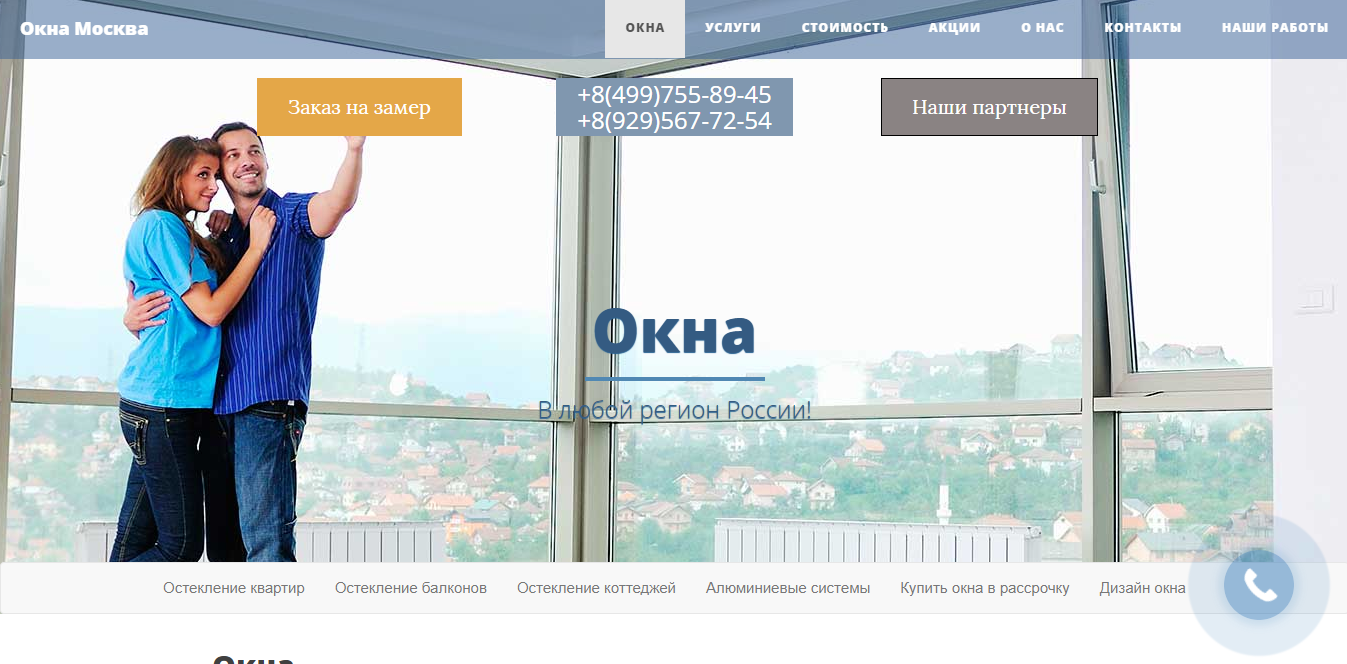 Окна Москва
ОКНА УСЛУГИ СТОИМОСТЬ АКЦИИ О НАС КОНТАКТЫ НАШИ РАБОТЫ
Заказ на замер
+8(499)755-89-45
+8(929)567-72-54
Наши партнеры
Окна
В любой регион России!
Остекление квартир Остекление балконов Остекление коттеджей Алюминиевые системы Купить окна в рассрочку Дизайн окна
Окна